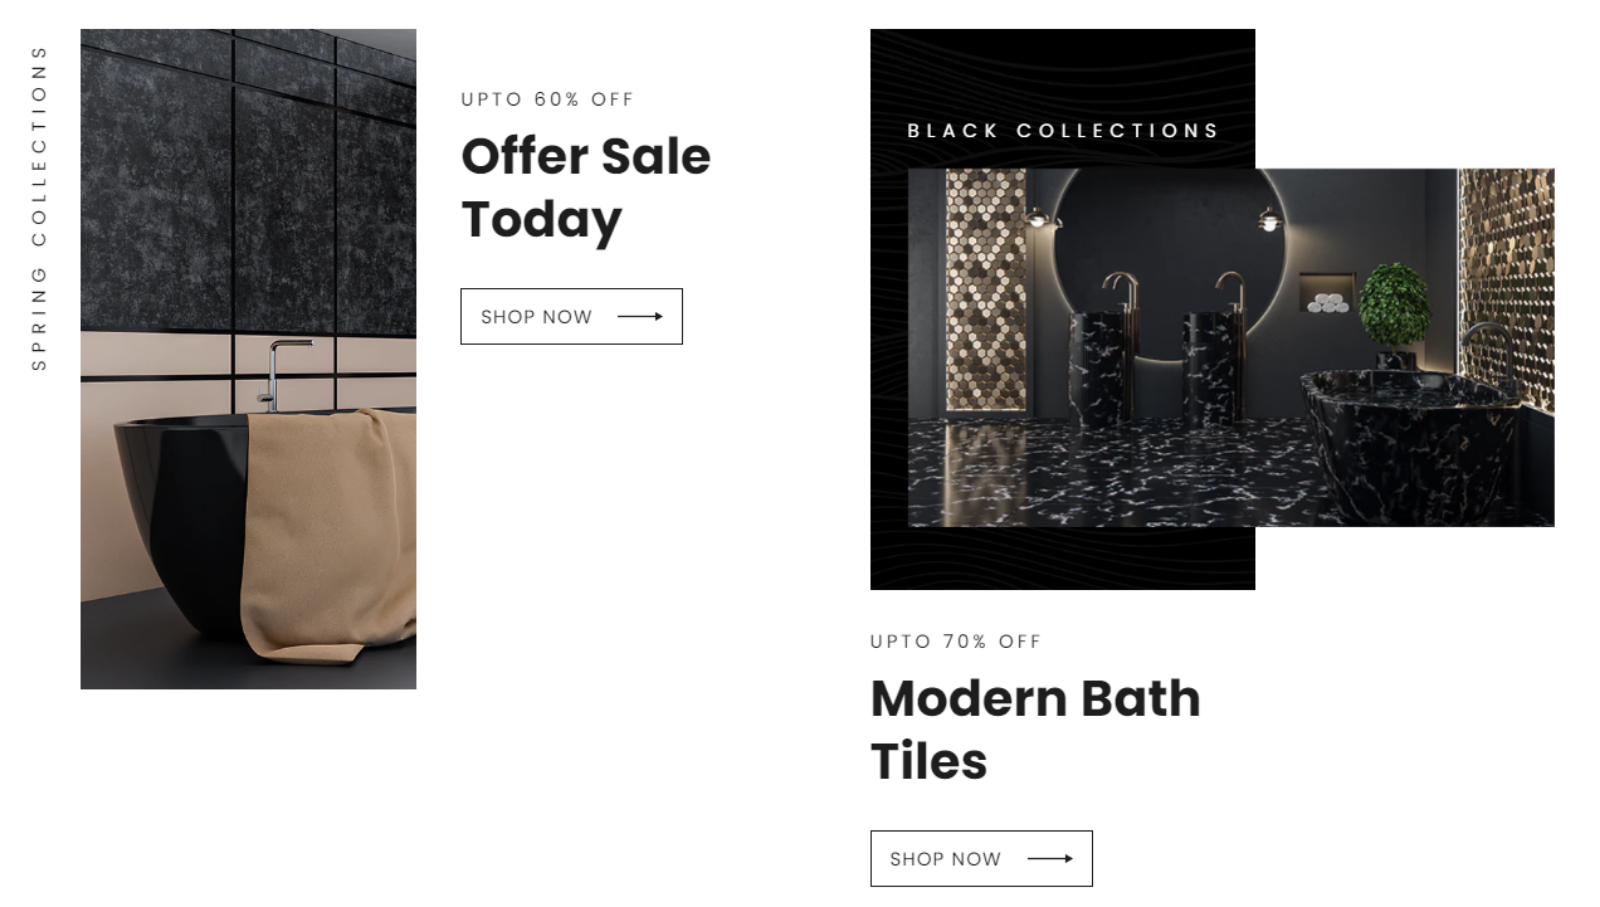 SPRING COLLECTIONS
UPTO 60% OFF
Offer Sale
Today
SHOP NOW
BLACK COLLECTIONS
UPTO 70% OFF
Modern Bath
Tiles
SHOP NOW